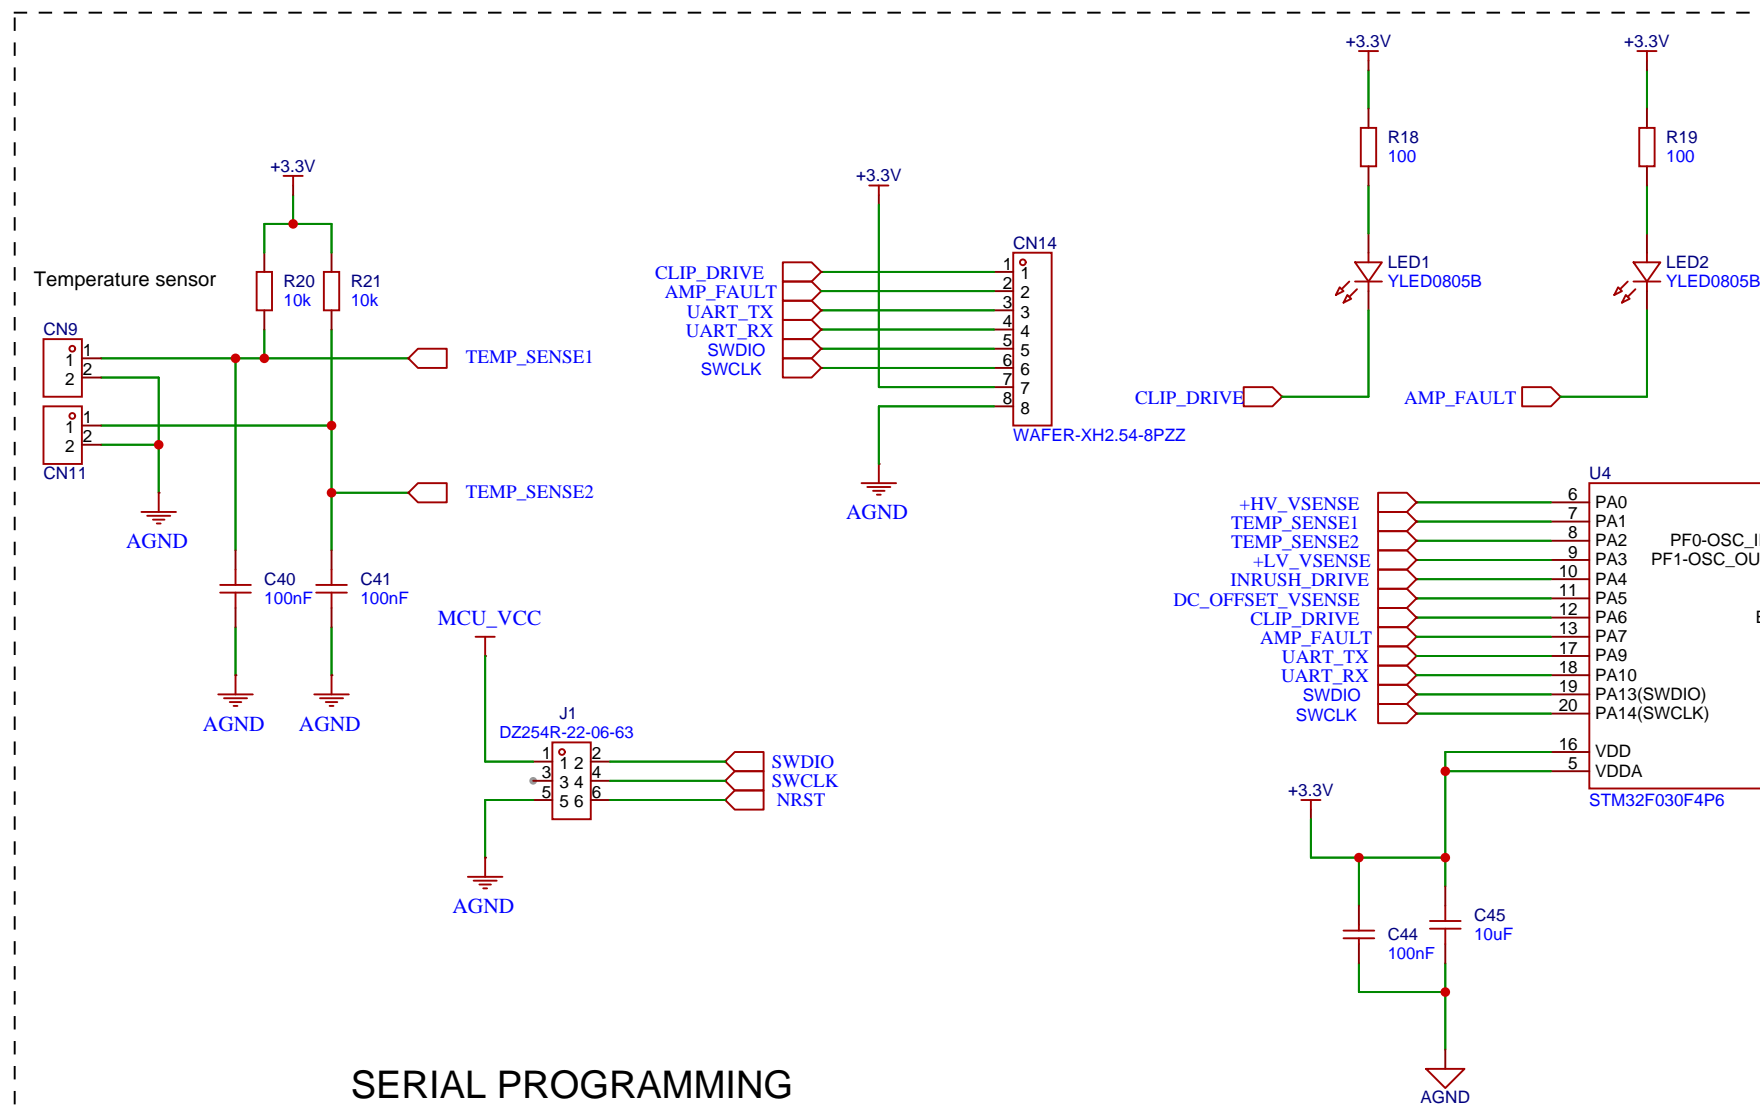 +3.3V
+3.3V
R18
100
R19
100
+3.3V
+3.3V
CN14
Temperature sensor
R20
10k
R21
10k
CLIP_DRIVE
AMP_FAULT
UART_TX
UART_RX
SWDIO
SWCLK
1
2
3
4
5
6
7
8
1
2
3
4
5
6
7
8
WAFER-XH2.54-8PZZ
LED1
YLED0805B
LED2
YLED0805B
CN9
1
2
1
2
TEMP_SENSE1
CLIP_DRIVE
AMP_FAULT
1
2
1
2
CN11
TEMP_SENSE2
AGND
AGND
U4
+HV_VSENSE
TEMP_SENSE1
TEMP_SENSE2
+LV_VSENSE
INRUSH_DRIVE
DC_OFFSET_VSENSE
CLIP_DRIVE
AMP_FAULT
UART_TX
UART_RX
SWDIO
SWCLK
6
7
8
9
10
11
12
13
17
18
19
20
16
5
PA0
PA1
PA2
PA3
PA4
PA5
PA6
PA7
PA9
PA10
PA13(SWDIO)
PA14(SWCLK)
VDD
VDDA
PF0-OSC_I
PF1-OSC_OU
STM32F030F4P6
C40
100nF
C41
100nF
AGND
AGND
MCU_VCC
J1
DZ254R-22-06-63
1
3
5
1 2
3 4
5 6
2
4
6
SWDIO
SWCLK
NRST
AGND
+3.3V
C44
100nF
C45
10uF
AGND
SERIAL PROGRAMMING